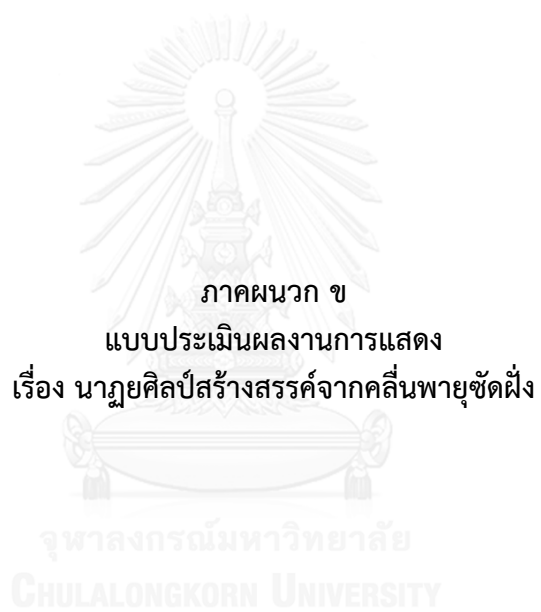 ภาคผนวก ข
แบบประเมินผลงานการแสดง
เรื่อง นาฏยศิลป์สร้างสรรค์จากคลื่นพายุซัดฝั่ง
จุฬาลงกรณ์มหาวิทยาลัย
CHULALONGKORN UNIVERSITY